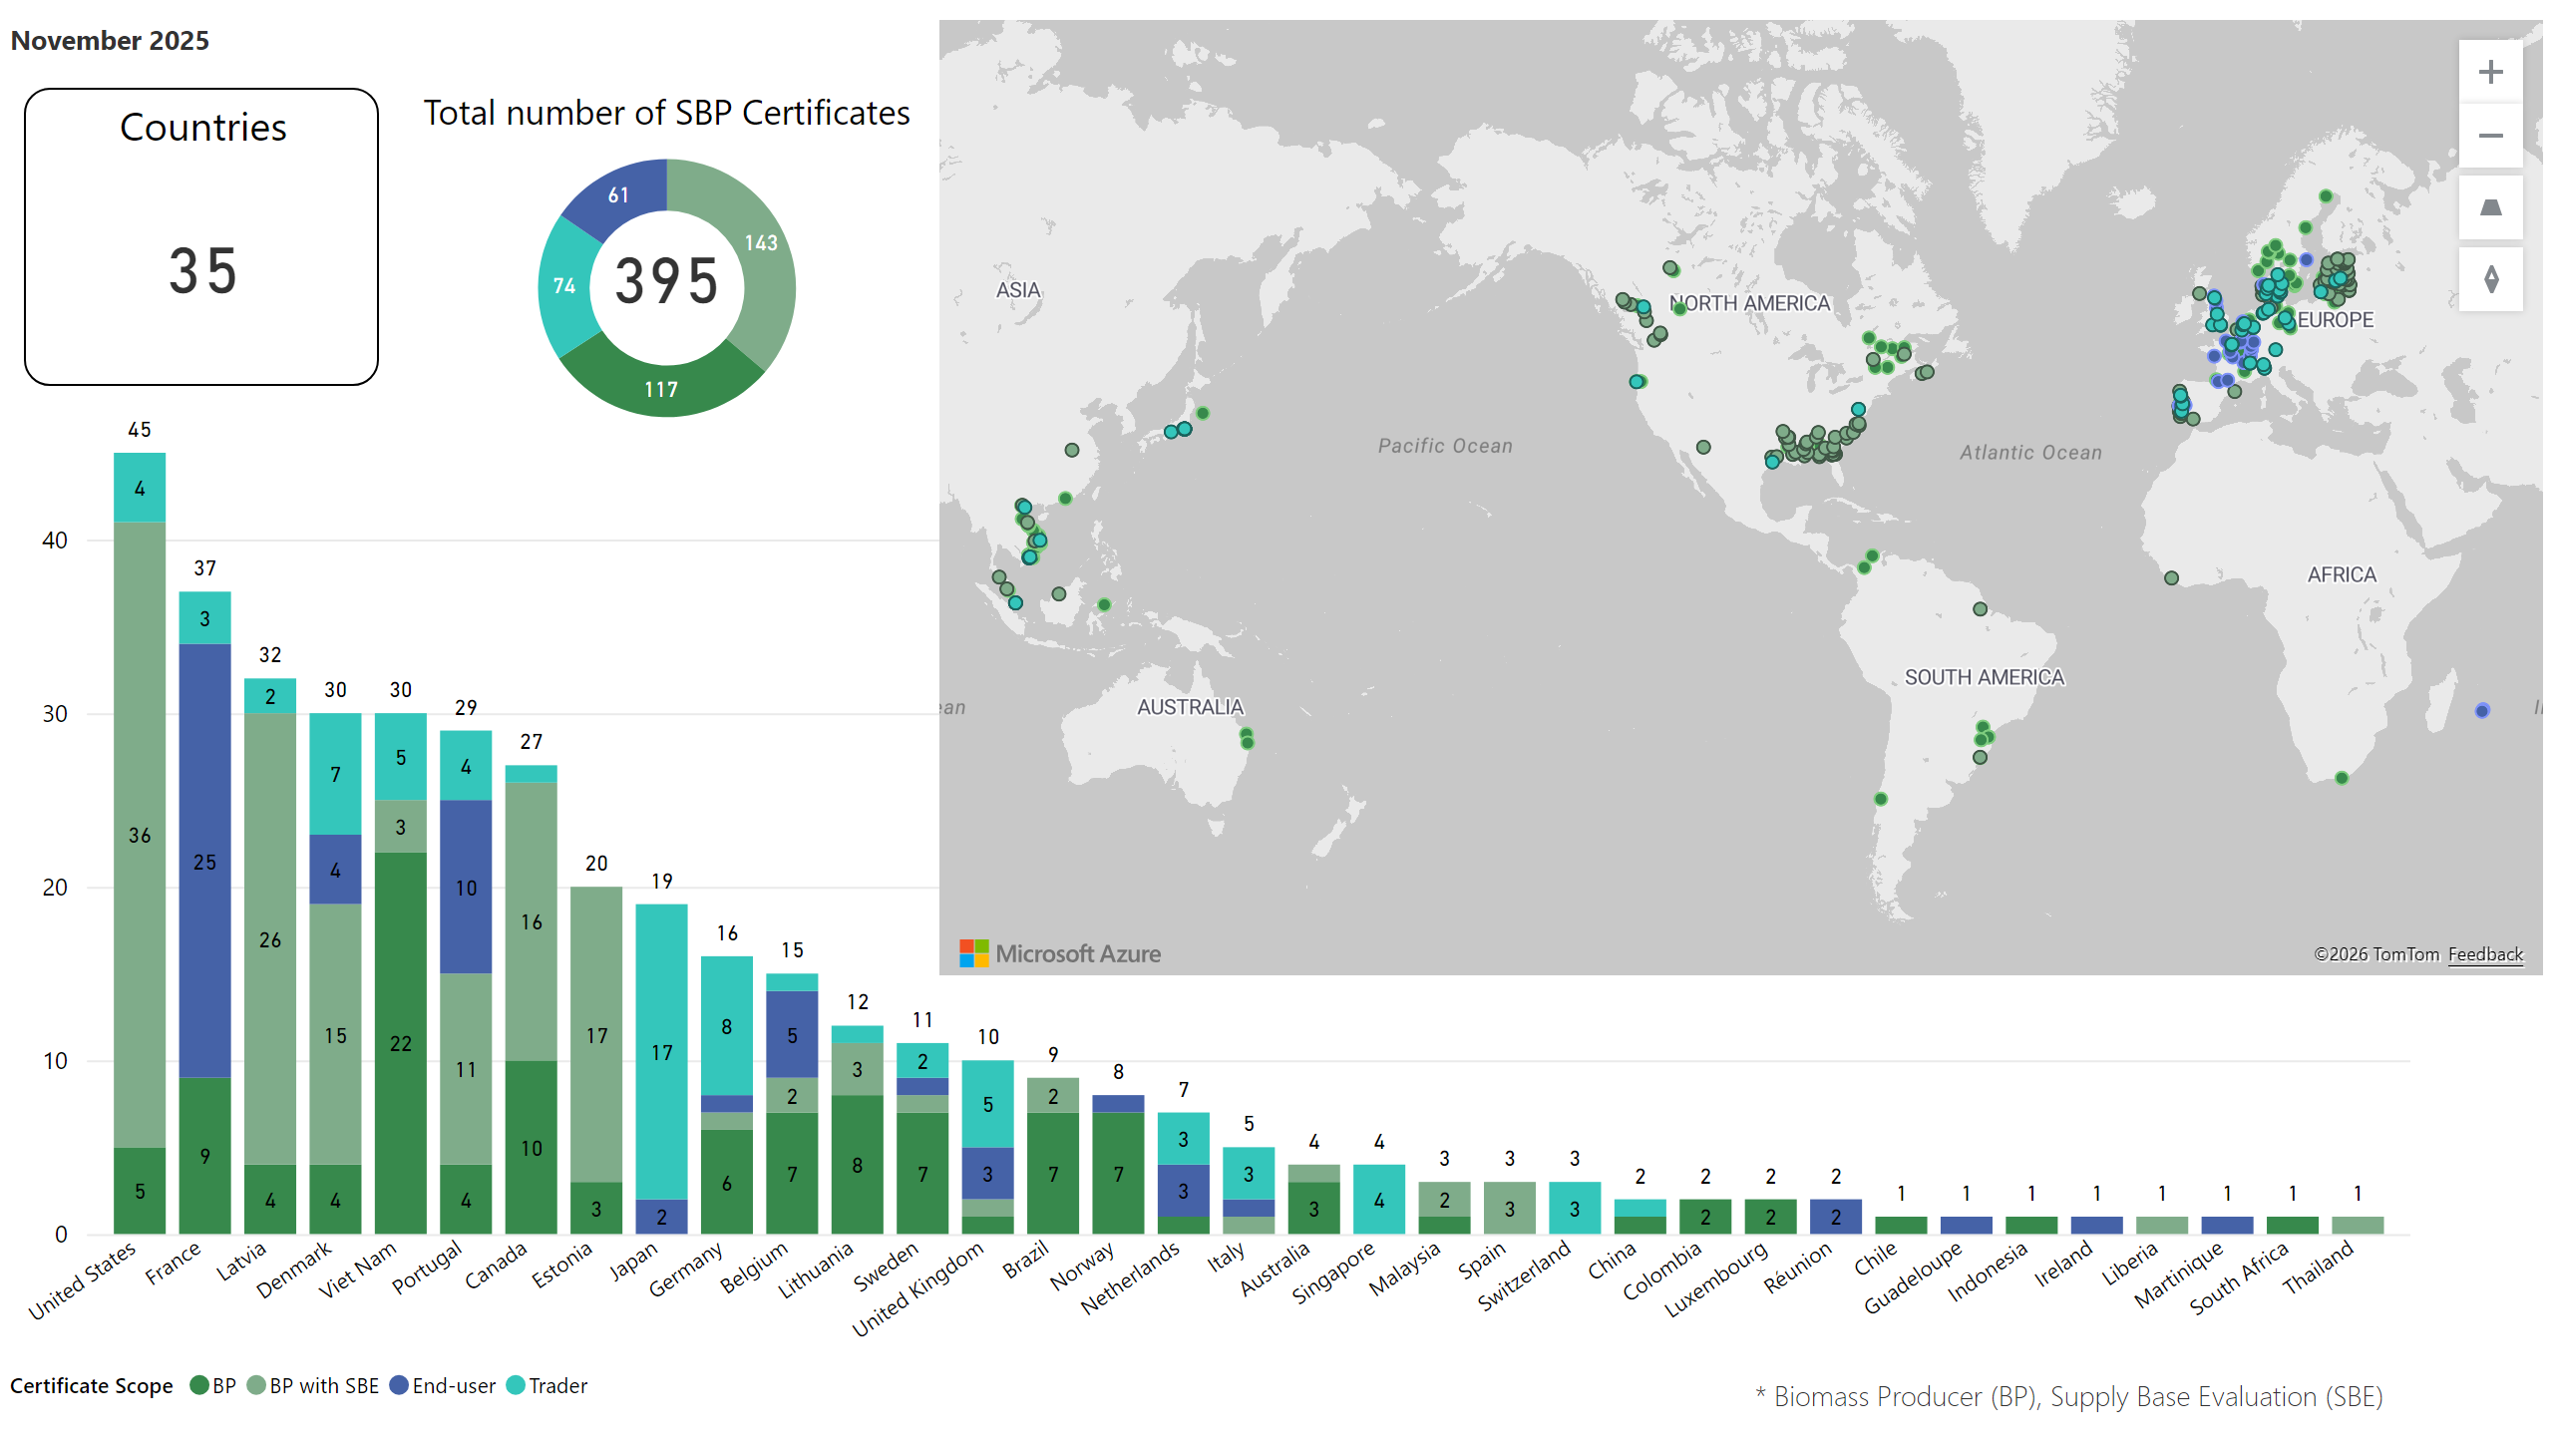 November 2025
Countries
35
Total number of SBP Certificates
61
143
395
74
117
ASIA
NORTH AMERICA
EUROPE
Pacific Ocean
Atlantic Ocean
AFRICA
SOUTH AMERICA
AUSTRALIA
ean
Microsoft Azure
©2026 TomTom Feedback
40
30
20
10
0
45
4
36
5
37
3
25
9
32
2
26
4
30
7
4
15
4
30
5
3
22
29
4
10
11
4
27
16
10
20
17
3
19
17
2
16
8
6
15
5
2
7
12
3
8
11
2
7
10
5
3
9
2
7
8
7
7
3
3
5
3
4
3
4
4
3
2
3
3
3
3
2
2
2
2
2
2
2
1
1
1
1
1
1
1
1
United States
France
Latvia
Denmark
Viet Nam
Portugal
Canada
Estonia
Japan
Germany
Belgium
Lithuania
Sweden
United Kingdom
Brazil
Norway
Netherlands
Italy
Australia
Singapore
Malaysia
Spain
Switzerland
China
Colombia
Luxembourg
Réunion
Chile
Guadeloupe
Indonesia
Ireland
Liberia
Martinique
South Africa
Thailand
Certificate Scope BP BP with SBE End-user Trader
* Biomass Producer (BP), Supply Base Evaluation (SBE)